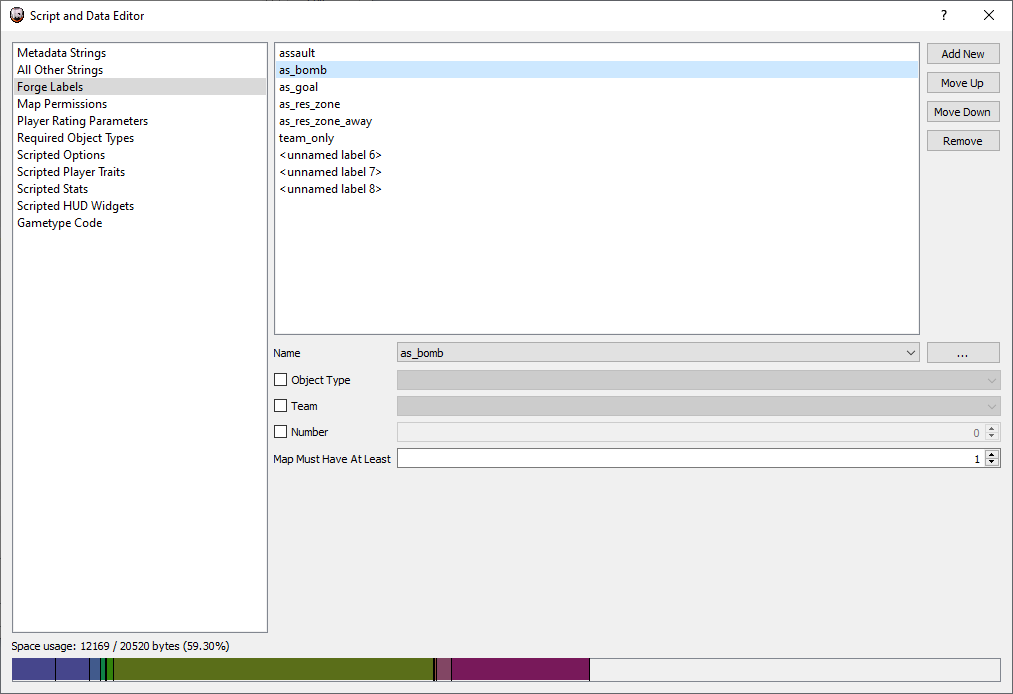 Script and Data Editor
?
Metadata Strings
All Other Strings
Forge Labels
Map Permissions
Player Rating Parameters
Required Object Types
Scripted Options
Scripted Player Traits
Scripted Stats
Scripted HUD Widgets
Gametype Code
assault
as_bomb
as_goal
as_res_zone
as_res_zone_away
team_only
<unnamed label 6>
<unnamed label 7>
<unnamed label 8>
Add New
Move Up
Move Down
Remove
Name
as_bomb
...
Object Type
Team
Number
0
Map Must Have At Least
1
Space usage: 12169 / 20520 bytes (59.30%)